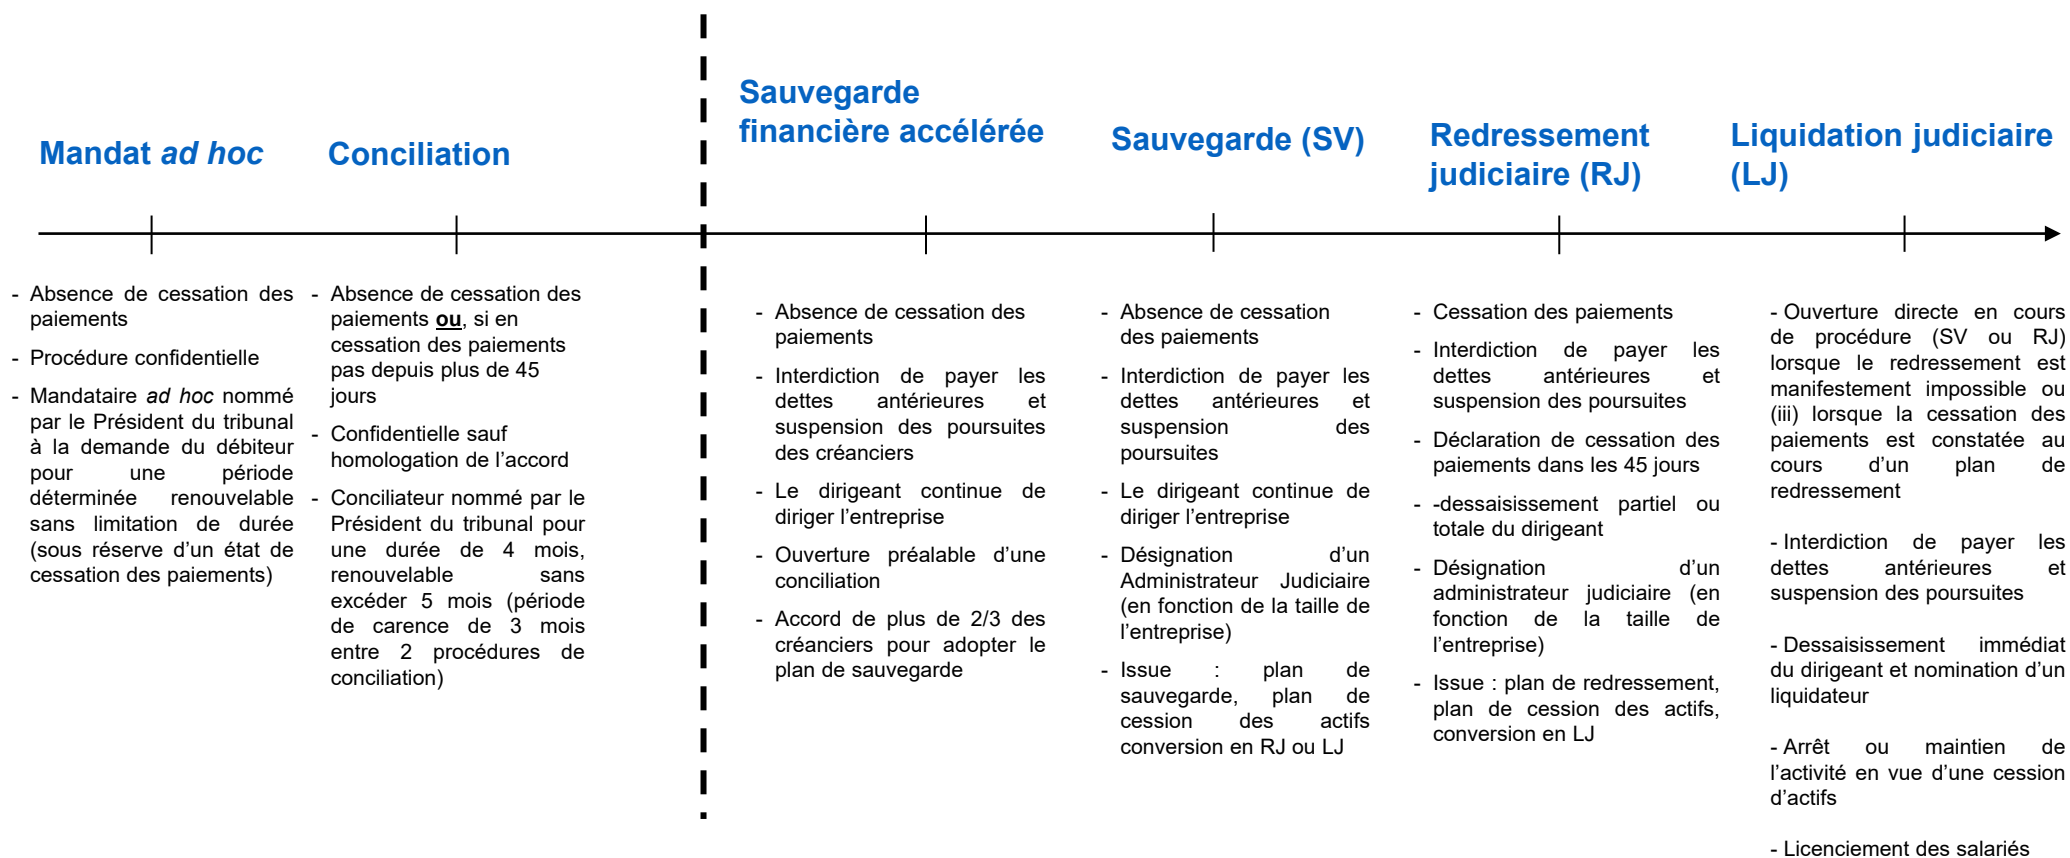 Mandat ad hoc
- Absence de cessation des
paiements
- Procédure confidentielle
- Mandataire ad hoc nommé
par le Président du tribunal
à la demande du débiteur
pour une période
déterminée renouvelable
sans limitation de durée
(sous réserve d’un état de
cessation des paiements)
Conciliation
- Absence de cessation des
paiements ou, si en
cessation des paiements
pas depuis plus de 45
jours
- Confidentielle sauf
homologation de l’accord
- Conciliateur nommé par le
Président du tribunal pour
une durée de 4 mois,
renouvelable sans
excéder 5 mois (période
de carence de 3 mois
entre 2 procédures de
conciliation)
Sauvegarde
financière accélérée
- Absence de cessation des
paiements
- Interdiction de payer les
dettes antérieures et
suspension des poursuites
des créanciers
- Le dirigeant continue de
diriger l’entreprise
- Ouverture préalable d’une
conciliation
- Accord de plus de 2/3 des
créanciers pour adopter le
plan de sauvegarde
Sauvegarde (SV)
- Absence de cessation
des paiements
- Interdiction de payer les
dettes antérieures et
suspension des
poursuites
- Le dirigeant continue de
diriger l’entreprise
- Désignation d’un
Administrateur Judiciaire
(en fonction de la taille de
l’entreprise)
- Issue : plan de
sauvegarde, plan de
cession des actifs
conversion en RJ ou LJ
Redressement
judiciaire (RJ)
- Cessation des paiements
- Interdiction de payer les
dettes antérieures et
suspension des poursuites
- Déclaration de cessation des
paiements dans les 45 jours
- -dessaisissement partiel ou
totale du dirigeant
- Désignation d’un
administrateur judiciaire (en
fonction de la taille de
l’entreprise)
- Issue : plan de redressement,
plan de cession des actifs,
conversion en LJ
Liquidation judiciaire
(LJ)
- Ouverture directe en cours
de procédure (SV ou RJ)
lorsque le redressement est
manifestement impossible ou
(iii) lorsque la cessation des
paiements est constatée au
cours d’un plan de
redressement
- Interdiction de payer les
dettes antérieures et
suspension des poursuites
- Dessaisissement immédiat
du dirigeant et nomination d’un
liquidateur
- Arrêt ou maintien de
l’activité en vue d’une cession
d’actifs
- Licenciement des salariés